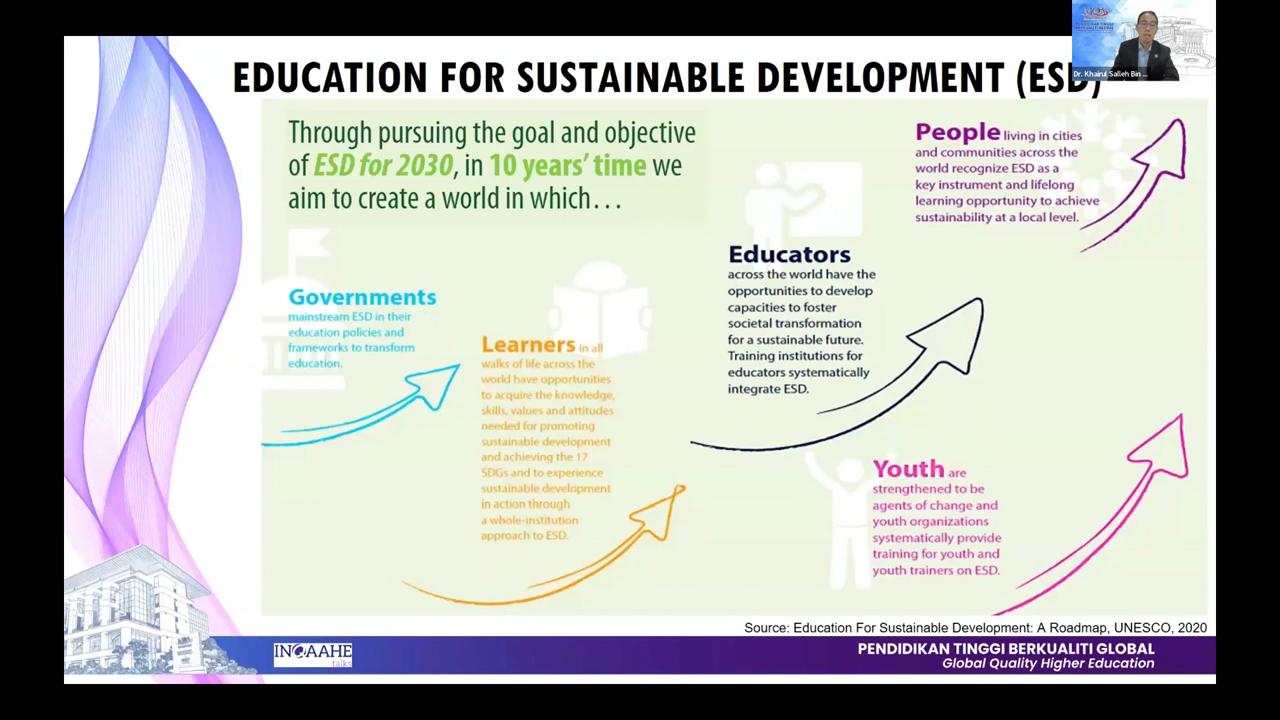 EDUCATION FOR SUSTAINABLE DEVELOPMENT (ESD)
Dr. Khairul Salleh Bin ...
Through pursuing the goal and objective
of ESD for 2030, in 10 years’ time we
aim to create a world in which…
Governments
mainstream ESD in their
education policies and
frameworks to transform
education.
Learners in all
walks of life across the
world have opportunities
to acquire the knowledge,
skills, values and attitudes
needed for promoting
sustainable development
and achieving the 17
SDGs and to experience
sustainable development
in action through
a whole-institution
approach to ESD.
Educators
across the world have the
opportunities to develop
capacities to foster
societal transformation
for a sustainable future.
Training institutions for
educators systematically
integrate ESD.
People living in cities
and communities across the
world recognize ESD as a
key instrument and lifelong
learning opportunity to achieve
sustainability at a local level.
Youth are
strengthened to be
agents of change and
youth organizations
systematically provide
training for youth and
youth trainers on ESD.
Source: Education For Sustainable Development: A Roadmap, UNESCO, 2020
INQAAHE
talks
PENDIDIKAN TINGGI BERKUALITI GLOBAL
Global Quality Higher Education